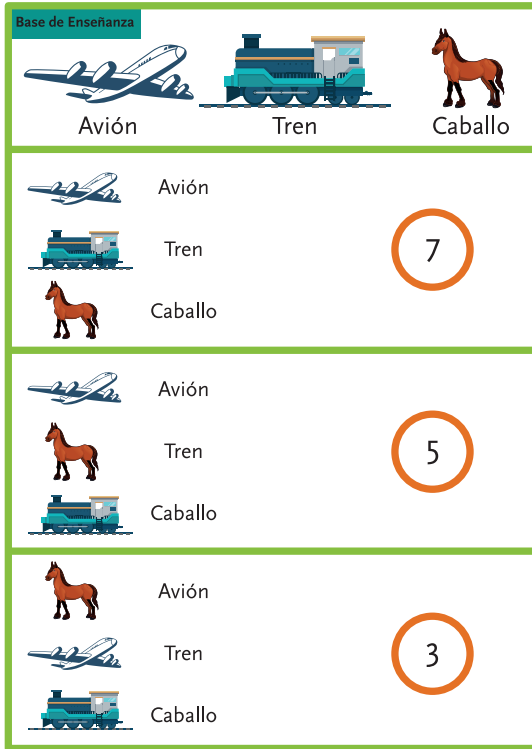 Base de Enseñanza
Avión Tren Caballo
Avión
Tren
7
Caballo
Avión
Tren
5
Caballo
Avión
Tren
3
Caballo